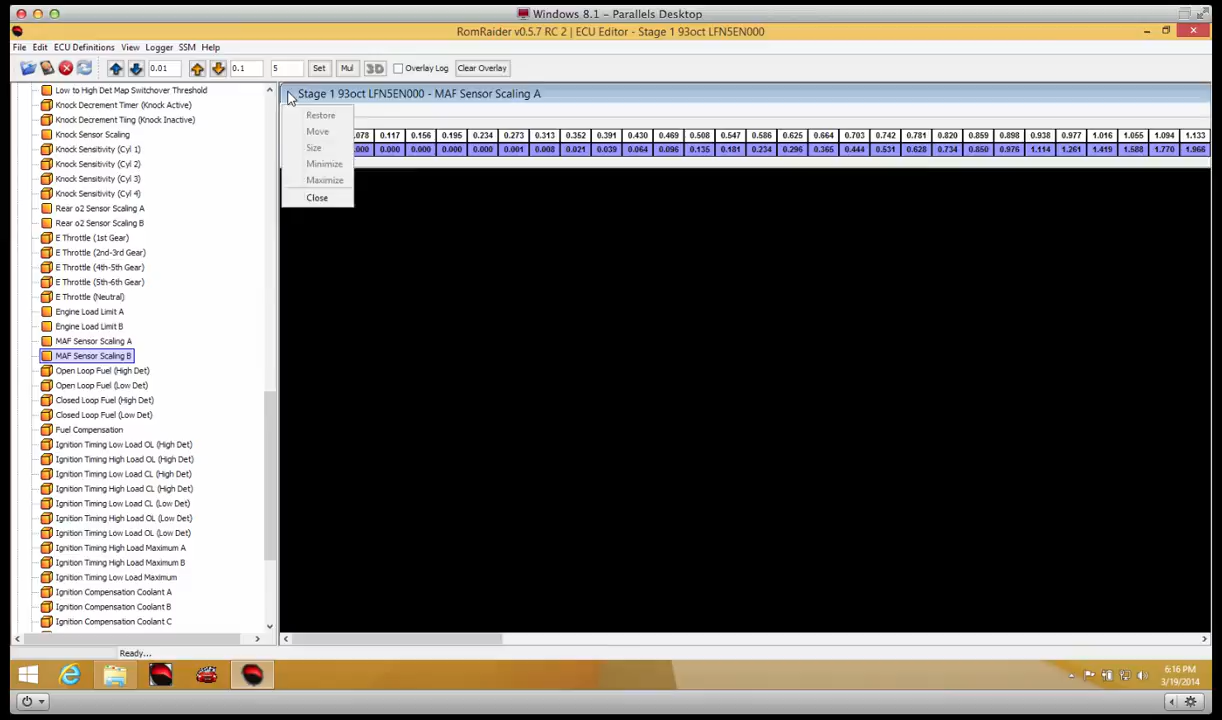 Windows 8.1 – Parallels Desktop
RomRaider v0.5.7 RC 2 | ECU Editor - Stage 1 93oct LFN5EN000
File Edit ECU Definitions View Logger SSM Help
0.01 0.1 5 Set Mul 3D Overlay Log Clear Overlay
Low to High Det Map Switchover Threshold
Knock Decrement Timer (Knock Active)
Knock Decrement Tiing (Knock Inactive)
Knock Sensor Scaling
Knock Sensitivity (Cyl 1)
Knock Sensitivity (Cyl 2)
Knock Sensitivity (Cyl 3)
Knock Sensitivity (Cyl 4)
Rear o2 Sensor Scaling A
Rear o2 Sensor Scaling B
E Throttle (1st Gear)
E Throttle (2nd-3rd Gear)
E Throttle (4th-5th Gear)
E Throttle (5th-6th Gear)
E Throttle (Neutral)
Engine Load Limit A
Engine Load Limit B
MAF Sensor Scaling A
MAF Sensor Scaling B
Open Loop Fuel (High Det)
Open Loop Fuel (Low Det)
Closed Loop Fuel (High Det)
Closed Loop Fuel (Low Det)
Fuel Compensation
Ignition Timing Low Load OL (High Det)
Ignition Timing High Load OL (High Det)
Ignition Timing Low Load CL (High Det)
Ignition Timing High Load CL (High Det)
Ignition Timing Low Load CL (Low Det)
Ignition Timing High Load OL (Low Det)
Ignition Timing Low Load OL (Low Det)
Ignition Timing High Load Maximum A
Ignition Timing High Load Maximum B
Ignition Timing Low Load Maximum
Ignition Compensation Coolant A
Ignition Compensation Coolant B
Ignition Compensation Coolant C
Stage 1 93oct LFN5EN000 - MAF Sensor Scaling A
Restore
Move
Size
Minimize
Maximize
Close
.078 0.117 0.156 0.195 0.234 0.273 0.313 0.352 0.391 0.430 0.469 0.508 0.547 0.586 0.625 0.664 0.703 0.742 0.781 0.820 0.859 0.898 0.938 0.977 1.016 1.055 1.094 1.133
.000 0.000 0.000 0.000 0.000 0.001 0.008 0.021 0.039 0.064 0.096 0.135 0.181 0.234 0.296 0.365 0.444 0.531 0.628 0.734 0.850 0.976 1.114 1.261 1.419 1.588 1.770 1.966
Ready...
6:16 PM
3/19/2014